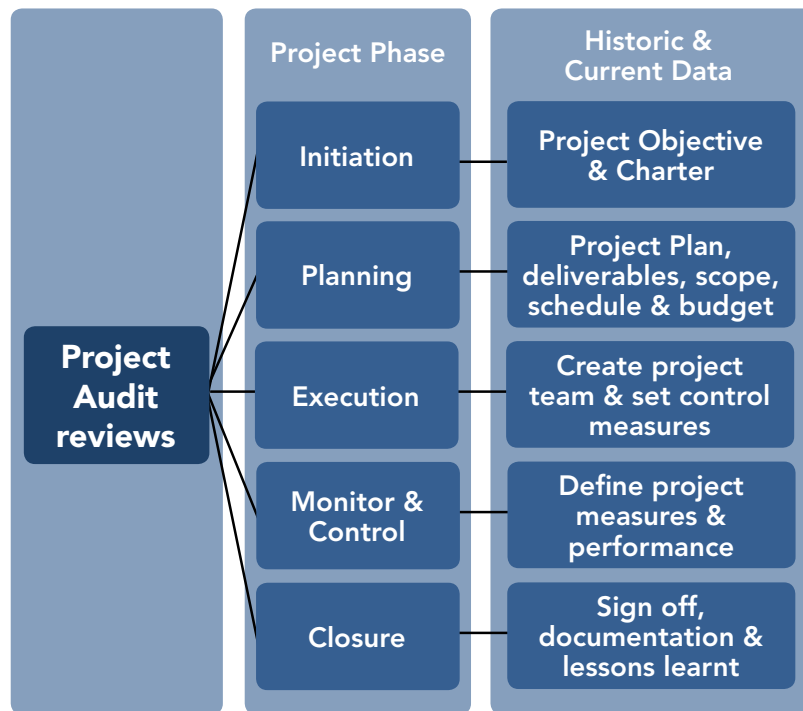 Project Phase
Historic &
Current Data
Project
Audit
reviews
Initiation
Project Objective
& Charter
Planning
Project Plan,
deliverables, scope,
schedule & budget
Execution
Create project
team & set control
measures
Monitor &
Control
Define project
measures &
performance
Closure
Sign off,
documentation &
lessons learnt